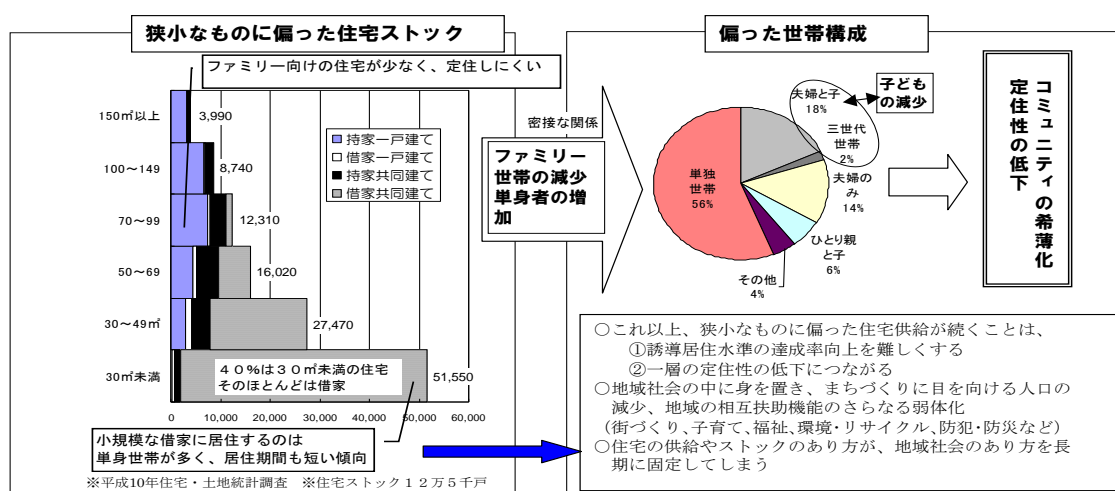 狭小なものに偏った住宅ストック
ファミリー向けの住宅が少なく、定住しにくい
150㎡以上
3,990
100～149
8,740
70～99
12,310
50～69
16,020
30～49㎡
27,470
30㎡未満
51,550
持家一戸建て
借家一戸建て
持家共同建て
借家共同建て
４０％は３０㎡未満の住宅
そのほとんどは借家
0
10,000
20,000
30,000
40,000
50,000
60,000
小規模な借家に居住するのは
単身世帯が多く、居住期間も短い傾向
※平成10年住宅・土地統計調査　※住宅ストック１２万５千戸
密接な関係
ファミリー
世帯の減少
単身者の増
加
偏った世帯構成
夫婦と子
18%
子ども
の減少
三世代
世帯
2%
夫婦のみ
14%
ひとり親
と子
6%
その他
4%
単独
世帯
56%
コミュニティの希薄化
定住性の低下
○これ以上、狭小なものに偏った住宅供給が続くことは、
①誘導居住水準の達成率向上を難しくする
②一層の定住性の低下につながる
○地域社会の中に身を置き、まちづくりに目を向ける人口の
減少、地域の相互扶助機能のさらなる弱体化
（街づくり、子育て、福祉、環境・リサイクル、防犯・防災など）
○住宅の供給やストックのあり方が、地域社会のあり方を長
期に固定してしまう